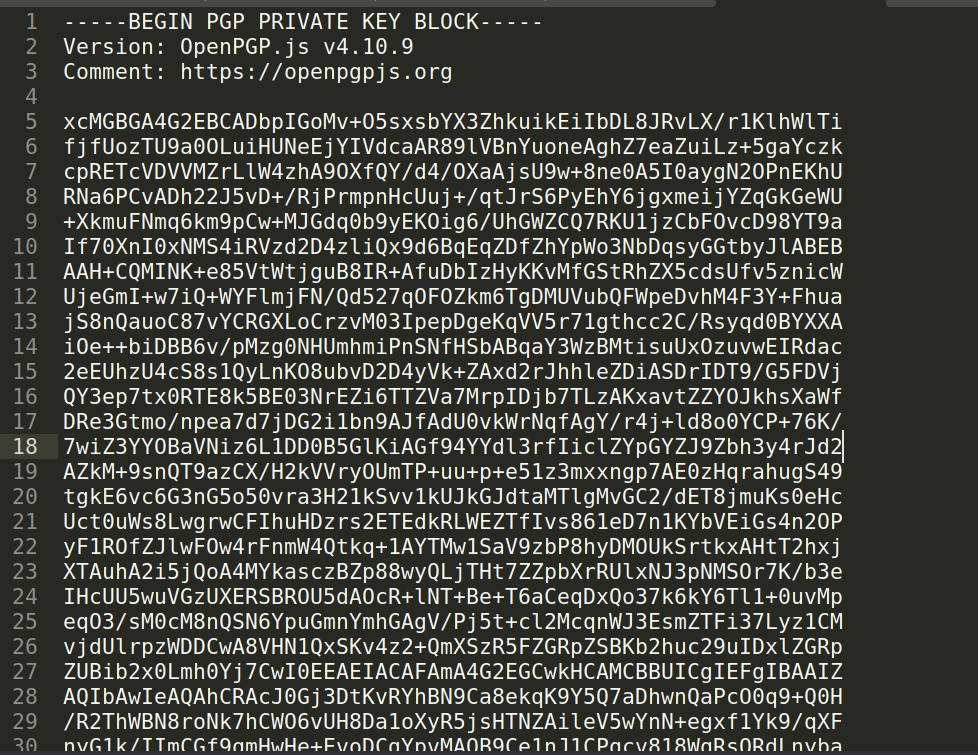 1 -----BEGIN PGP PRIVATE KEY BLOCK-----
2 Version: OpenPGP.js v4.10.9
3 Comment: https://openpgpjs.org
4
5 xcMGBGA4G2EBCADbpIGoMv+O5sxsbYX3ZhkuikEiIbDL8JRvLX/r1KlhWlTi
6 fjfUozTU9a0OLuiHUNeEjYIVdcaAR89lVBnYuoneAghZ7eaZuiLz+5gaYczk
7 cpRETcVDVVMZrLlW4zhA9OXfQY/d4/OXaAjsU9w+8ne0A5I0aygN2OPnEKhU
8 RNa6PCvADh22J5vD+/RjPrmpnHcUuj+/qtJrS6PyEhY6jgxmeijYZqGkGeWU
9 +XkmuFNmq6km9pCw+MJGdq0b9yEKOig6/UhGWZCQ7RKU1jzCbFOvcD98YT9a
10 If70XnI0xNMS4iRVzd2D4zliQx9d6BqEqZDfZhYpWo3NbDqsyGGtbyJlABEB
11 AAH+CQMINK+e85VtWtjguB8IR+AfuDbIzHyKKvMfGStRhZX5cdsUfv5znicW
12 UjeGmI+w7iQ+WYFlmjFN/Qd527qOFOZkm6TgDMUVubQFWpeDvhM4F3Y+Fhua
13 jS8nQauoC87vYCRGXLoCrzvM03IpepDgeKqVV5r71gthcc2C/Rsyqd0BYXXA
14 iOe++biDBB6v/pMzg0NHUmhmiPnSNfHSbABqaY3WzBMtisuUxOzuvwEIRdac
15 2eEUhzU4cS8s1QyLnKO8ubvD2D4yVk+ZAxd2rJhhleZDiASDrIDT9/G5FDVj
16 QY3ep7tx0RTE8k5BE03NrEZi6TTZVa7MrpIDjb7TLzAKxavtZZYOJkhsXaWf
17 DRe3Gtmo/npea7d7jDG2i1bn9AJfAdU0vkWrNqfAgY/r4j+ld8o0YCP+76K/
18 7wiZ3YYOBaVNiz6L1DD0B5GlKiAGf94YYdl3rfIiclZYpGYZJ9Zbh3y4rJd2
19 AZkM+9snQT9azCX/H2kVVryOUmTP+uu+p+e51z3mxxngp7AE0zHqrahugS49
20 tgkE6vc6G3nG5o50vra3H21kSvv1kUJkGJdtaMTlgMvGC2/dET8jmuKs0eHc
21 Uct0uWs8LwgrwCFIhuHDzrs2ETEdkRLWEZTfIvs861eD7n1KYbVEiGs4n2OP
22 yF1ROfZJlwFOw4rFnmW4Qtkq+1AYTMw1SaV9zbP8hyDMOUkSrtkxAHtT2hxj
23 XTAuhA2i5jQoA4MYkasczBZp88wyQLjTHt7ZZpbXrRUlxNJ3pNMSOr7K/b3e
24 IHcUU5wuVGzUXERSBROU5dAOcR+lNT+Be+T6aCeqDxQo37k6kY6Tl1+0uvMp
25 eqO3/sM0cM8nQSN6YpuGmnYmhGAgV/Pj5t+cl2McqnWJ3EsmZTFi37Lyz1CM
26 vjdUlrpzWDDCwA8VHN1QxSKv4z2+QmXSzR5FZGRpZSBKb2huc29uIDxlZGRp
27 ZUBib2x0Lmh0Yj7CwI0EEAEIACAFAmA4G2EGCwkHCAMCBBUICgIEFgIBAAIZ
28 AQIbAwIeAQAhCRAcJ0Gj3DtKvRYhBN9Ca8ekqK9Y5Q7aDhwnQaPcO0q9+Q0H
29 /R2ThWBN8roNk7hCWO6vUH8Da1oXyR5jsHTNZAileV5wYnN+egxf1Yk9/qXF
30